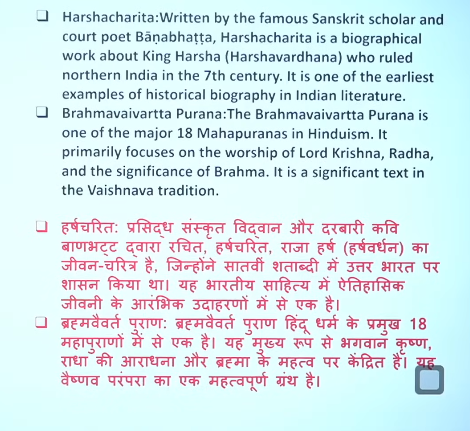 ❑ Harshacharita:Written by the famous Sanskrit scholar and
court poet Bāṇabhaṭṭa, Harshacharita is a biographical
work about King Harsha (Harshavardhana) who ruled
northern India in the 7th century. It is one of the earliest
examples of historical biography in Indian literature.
❑ Brahmavaivartta Purana:The Brahmavaivartta Purana is
one of the major 18 Mahapuranas in Hinduism. It
primarily focuses on the worship of Lord Krishna, Radha,
and the significance of Brahma. It is a significant text in
the Vaishnava tradition.
❑ हर्षचरित: प्रसिद्ध संस्कृत विद्वान और दरबारी कवि
बाणभट्ट द्वारा रचित, हर्षचरित, राजा हर्ष (हर्षवर्धन) का
जीवन-चरित्र है, जिन्होंने सातवीं शताब्दी में उत्तर भारत पर
शासन किया था। यह भारतीय साहित्य में ऐतिहासिक
जीवनी के आरंभिक उदाहरणों में से एक है।
❑ ब्रह्मवैवर्त पुराण: ब्रह्मवैवर्त पुराण हिंदू धर्म के प्रमुख 18
महापुराणों में से एक है। यह मुख्य रूप से भगवान कृष्ण,
राधा की आराधना और ब्रह्मा के महत्व पर केंद्रित है। यह
वैष्णव परंपरा का एक महत्वपूर्ण ग्रंथ है।